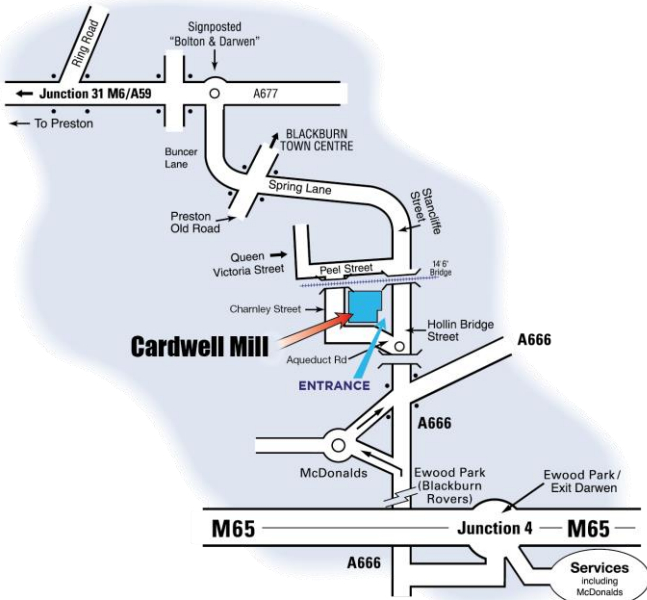 Ring Road
Signposted
"Bolton & Darwen"
Junction 31 M6/A59
A677
To Preston
BLACKBURN
TOWN CENTRE
Buncer
Lane
Spring Lane
Stancliffe
Street
Preston
Old Road
Queen
Victoria Street
Peel Street
14'6"
Bridge
Charnley Street
Hollin Bridge
Street
Cardwell Mill
Aqueduct Rd
A666
ENTRANCE
A666
McDonalds
Ewood Park
(Blackburn
Rovers)
Ewood Park/
Exit Darwen
M65
Junction 4
M65
A666
Services
including
McDonalds